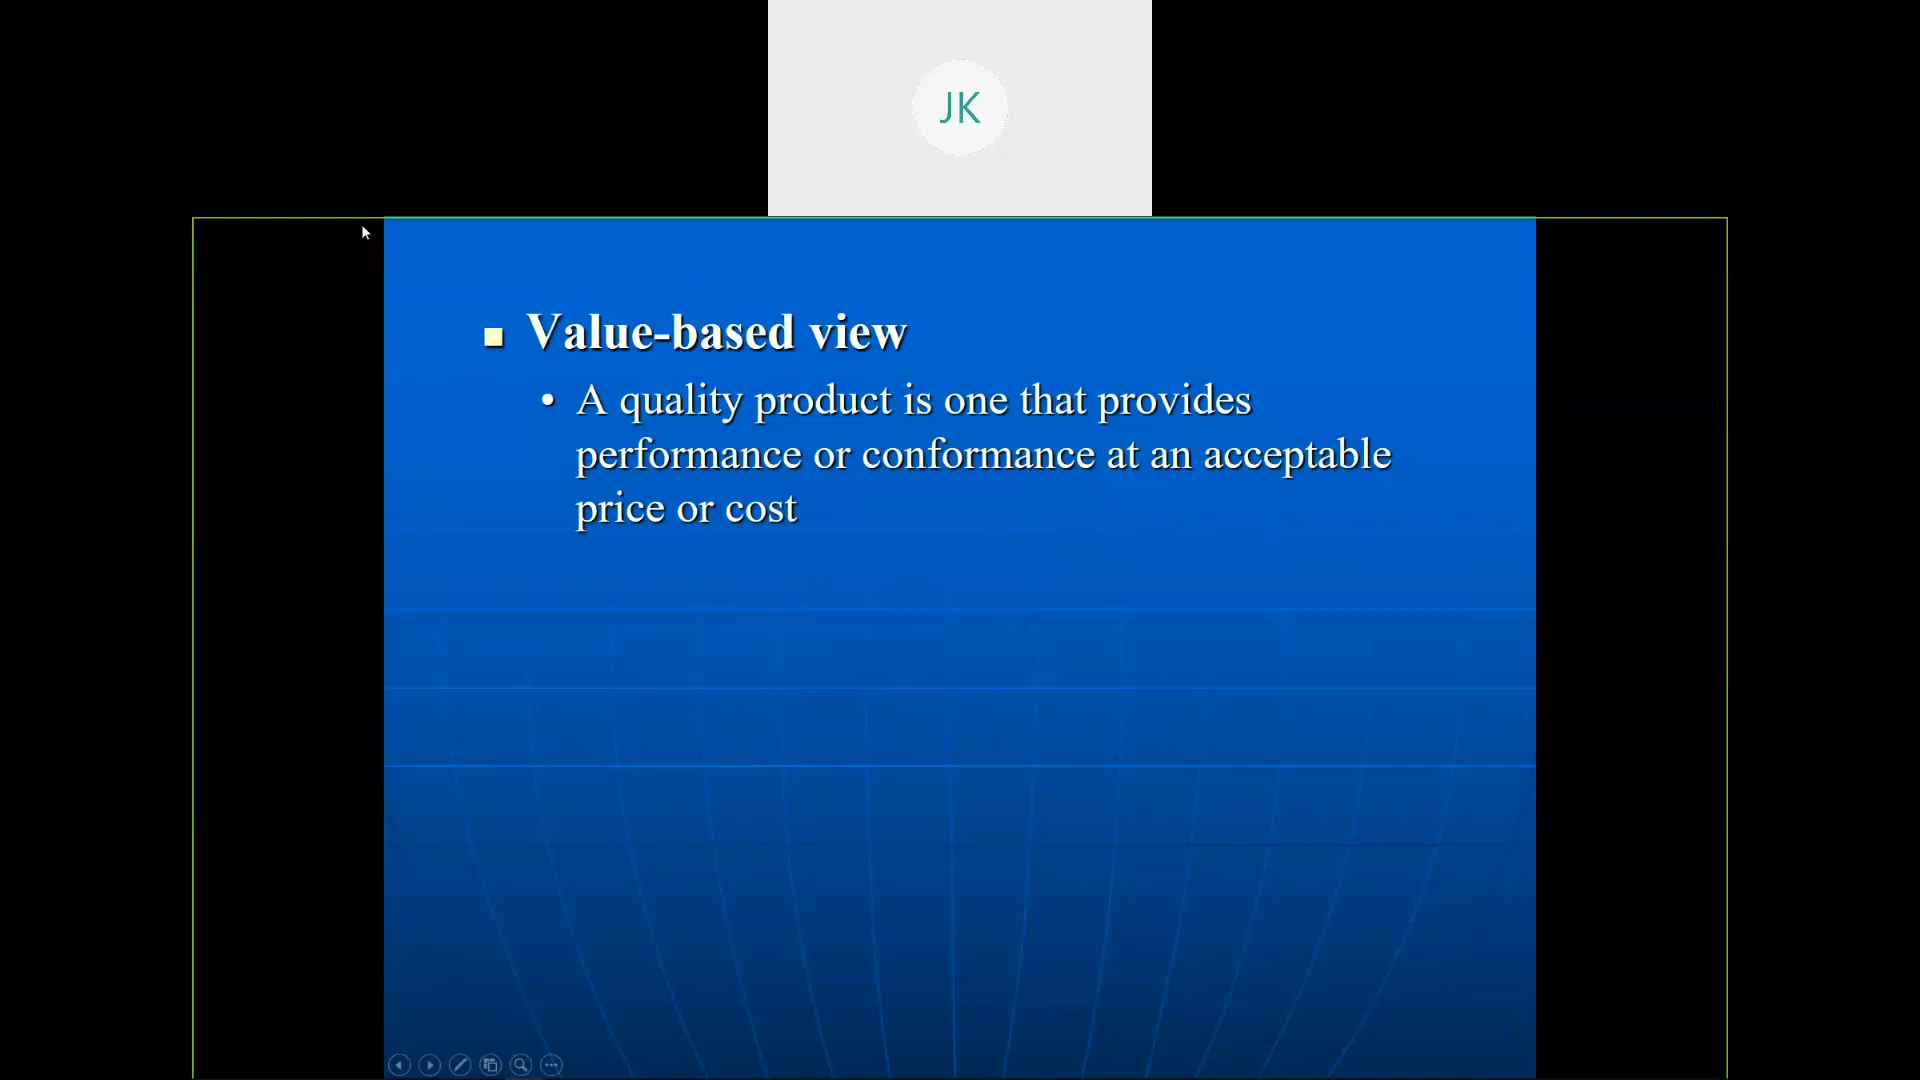 JK
Value-based view
• A quality product is one that provides
performance or conformance at an acceptable
price or cost